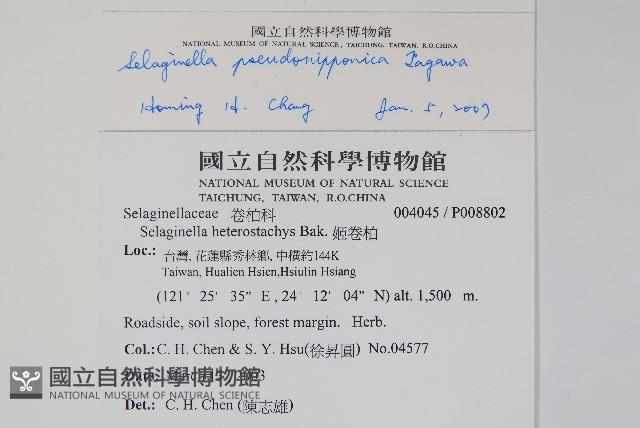 國立自然科學博物館
NATIONAL MUSEUM OF NATURAL SCIENCE, TAICHUNG, TAIWAN, R.O.CHINA
Selaginella pseudonipponica Tagawa
Homing H. Chang Jan. 5, 2009
國立自然科學博物館
NATIONAL MUSEUM OF NATURAL SCIENCE
TAICHUNG, TAIWAN, R.O.CHINA
Selaginellaceae 卷柏科 004045 / P008802
Selaginella heterostachys Bak. 姬卷柏
Loc.: 台灣, 花蓮縣秀林鄉, 中橫約144K
Taiwan, Hualien Hsien,Hsiulin Hsiang
(121° 25' 35" E , 24° 12' 04" N) alt. 1,500 m.
Roadside, soil slope, forest margin. Herb.
Col.:C. H. Chen & S. Y. Hsu(徐昇圓) No.04577
2003
國立自然科學博物館
NATIONAL MUSEUM OF NATURAL SCIENCE
Det.: C. H. Chen (陳志雄)